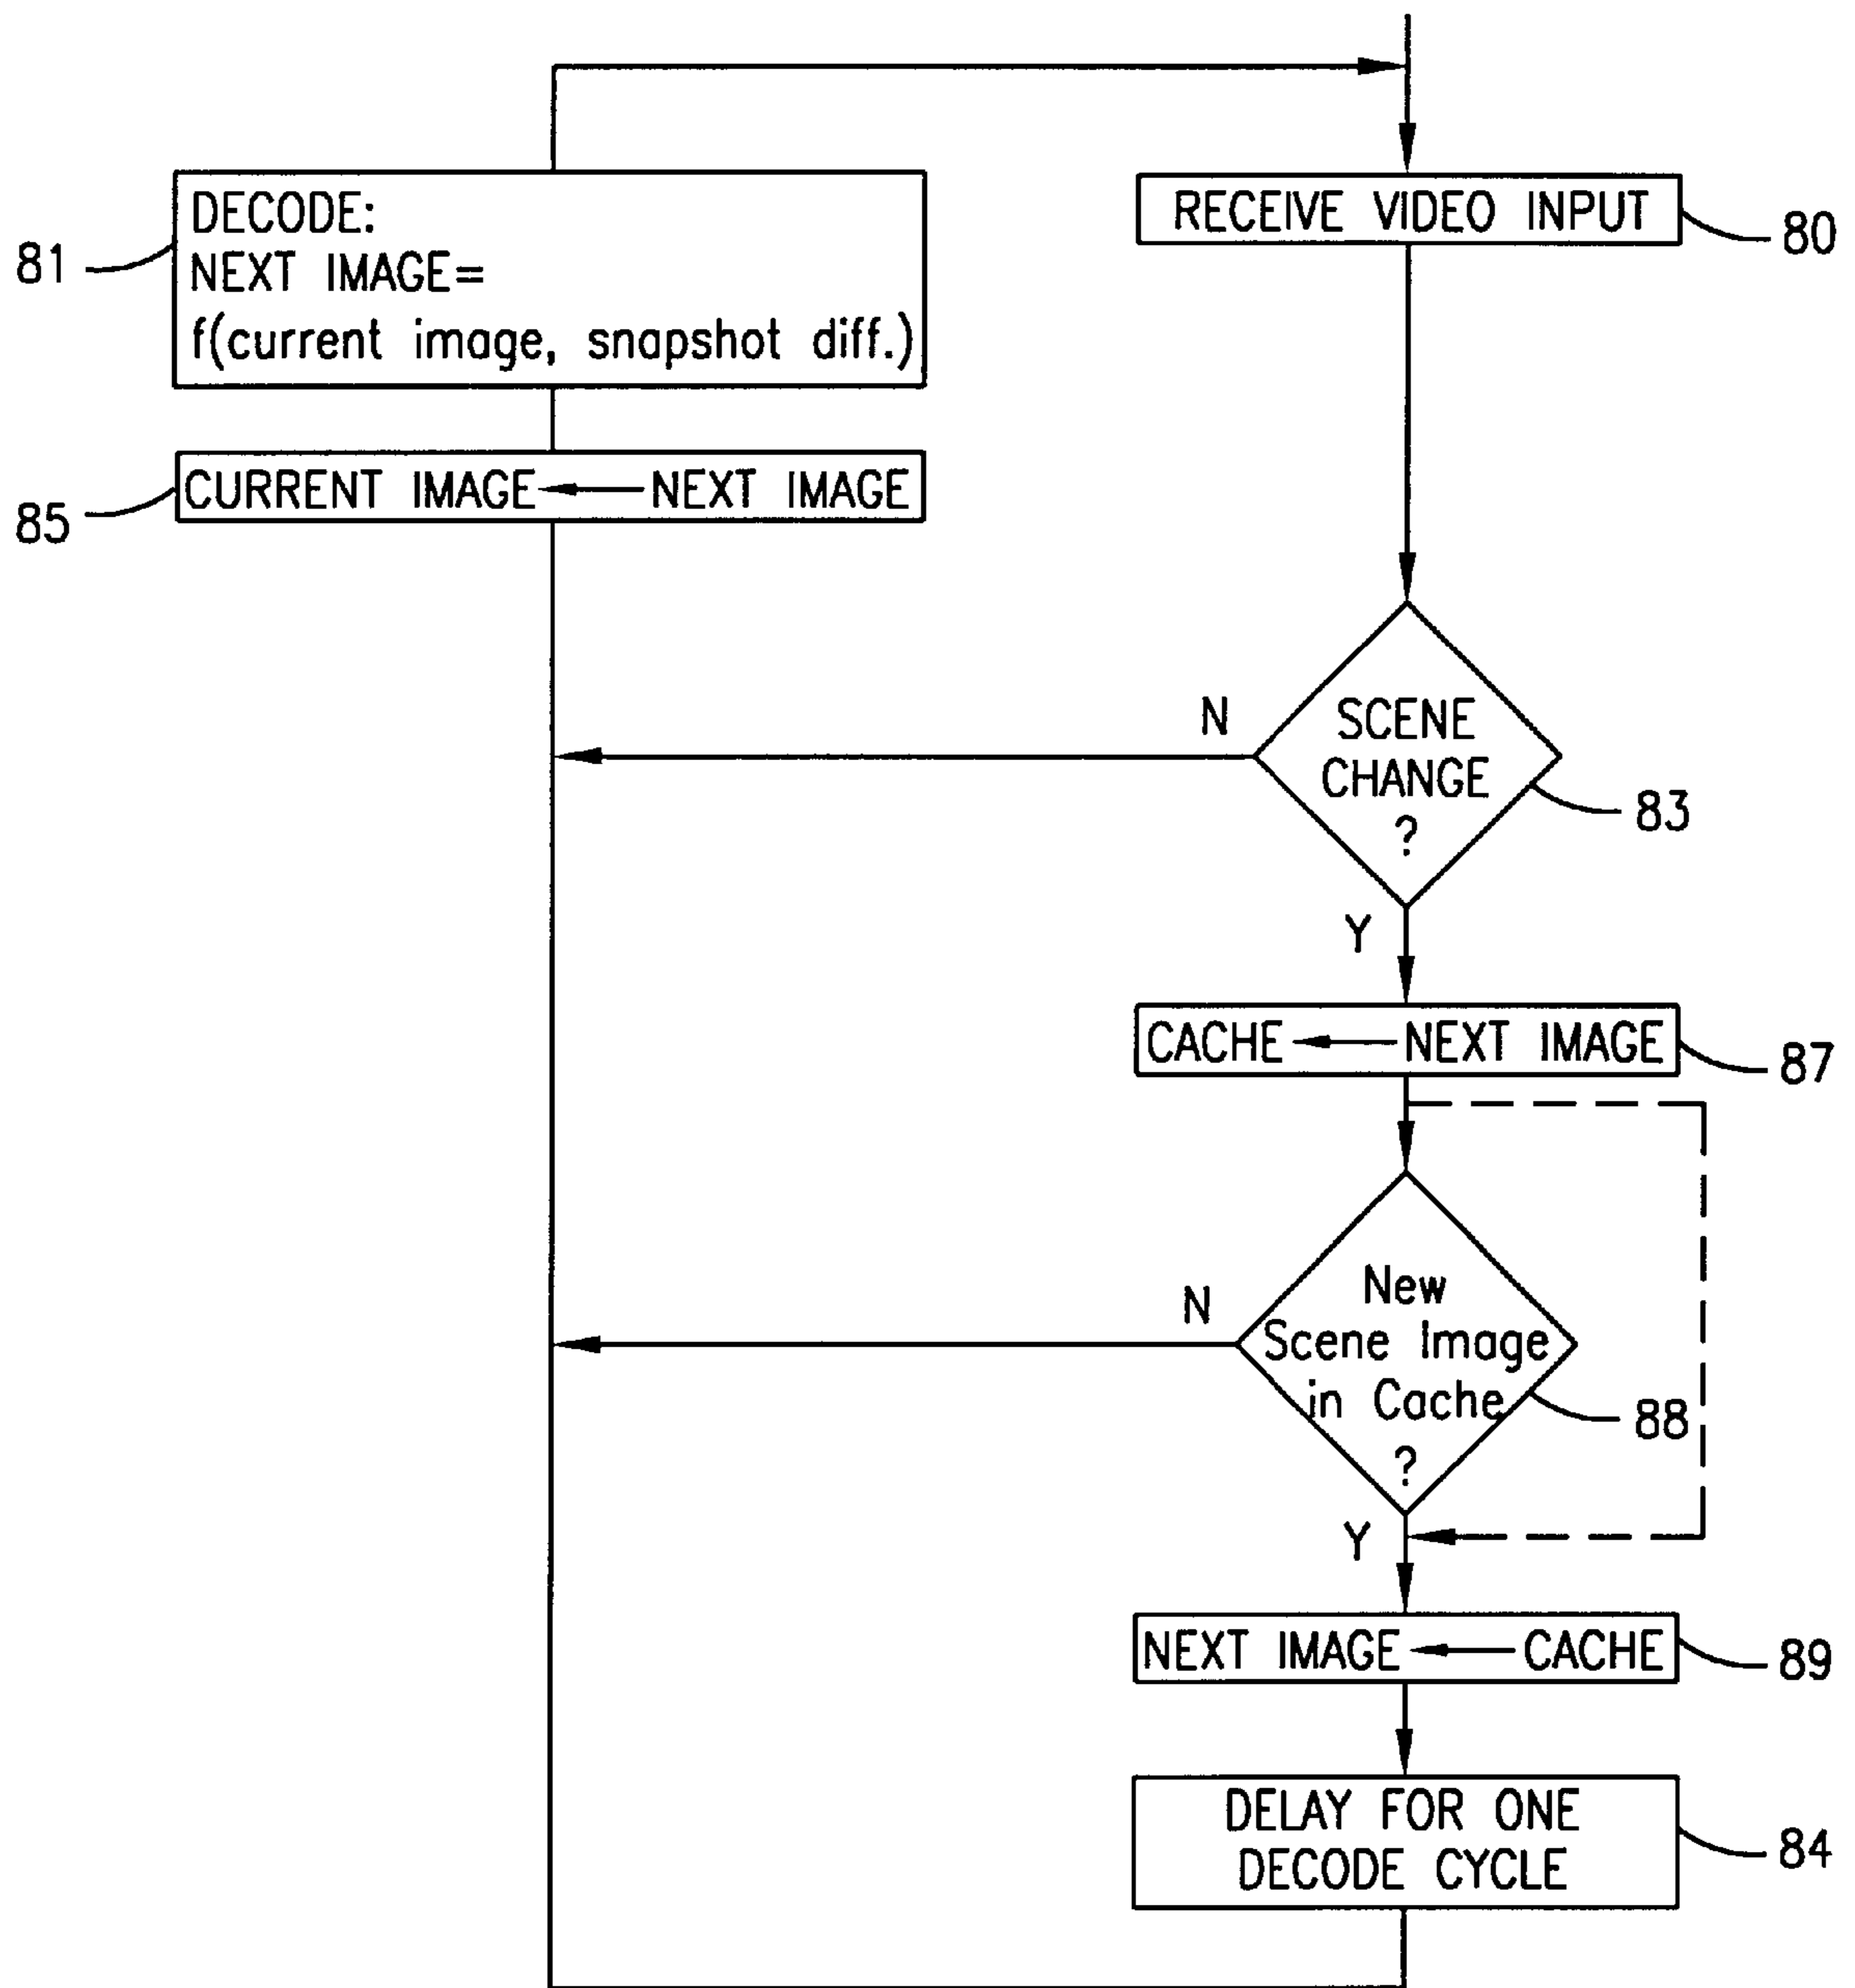 DECODE:
NEXT IMAGE=
f(current image, snapshot diff.)
81
RECEIVE VIDEO INPUT
80
CURRENT IMAGE ← NEXT IMAGE
85
SCENE
CHANGE
?
N
83
Y
CACHE ← NEXT IMAGE
87
New
Scene Image
in Cache
?
N
88
Y
NEXT IMAGE ← CACHE
89
DELAY FOR ONE
DECODE CYCLE
84